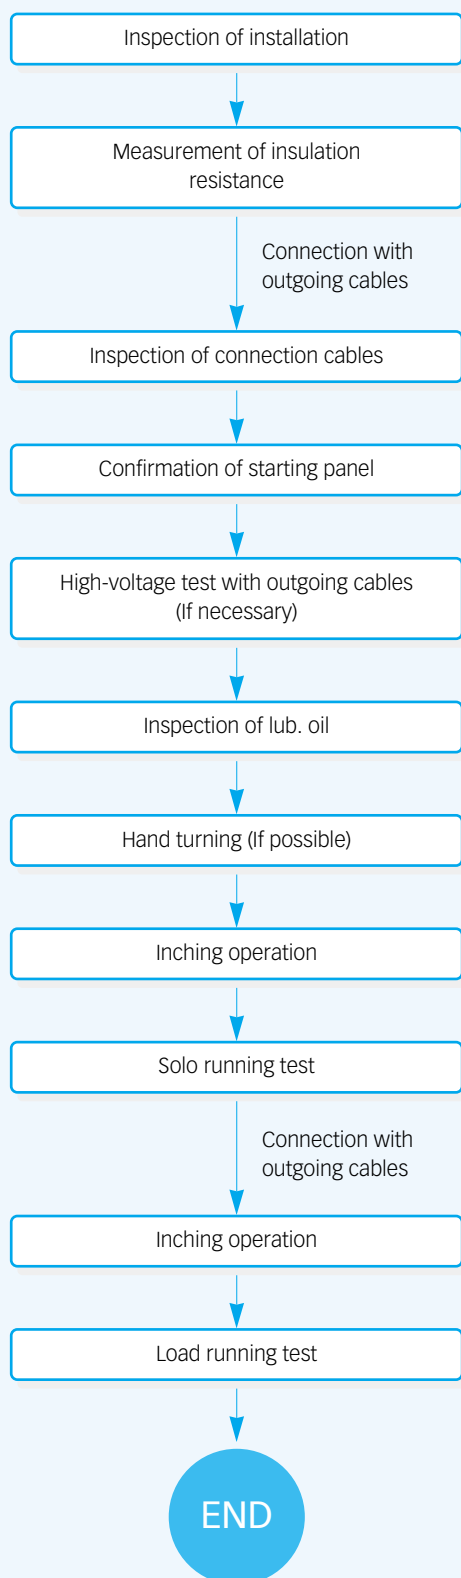 Inspection of installation
Measurement of insulation
resistance
Connection with
outgoing cables
Inspection of connection cables
Confirmation of starting panel
High-voltage test with outgoing cables
(If necessary)
Inspection of lub. oil
Hand turning (If possible)
Inching operation
Solo running test
Connection with
outgoing cables
Inching operation
Load running test
END